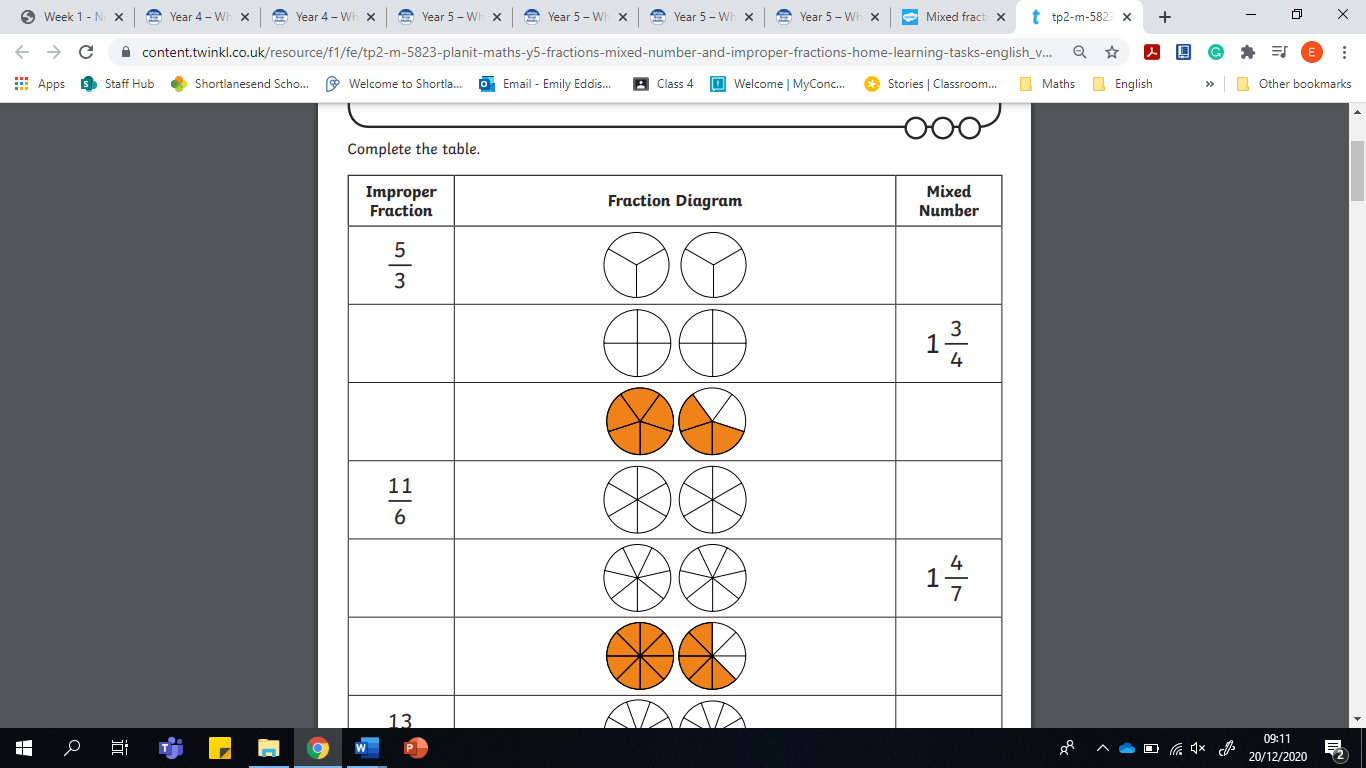 Week 1 - N
Year 4 – Wh
Year 4 – Wh
Year 5 – Wh
Year 5 – Wh
Year 5 – Wh
Year 5 – Wh
Mixed fract
tp2-m-5823
content.twinkl.co.uk/resource/f1/fe/tp2-m-5823-planit-maths-y5-fractions-mixed-number-and-improper-fractions-home-learning-tasks-english_v...
E
Apps
Staff Hub
Shortlanesend Scho...
Welcome to Shortla...
Email - Emily Eddis...
Class 4
Welcome | MyConc...
Stories | Classroom...
Maths
English
»
Other bookmarks
Complete the table.
Improper
Fraction
Fraction Diagram
Mixed
Number
5
3
1 3
4
11
6
1 4
7
13
09:11
20/12/2020
2